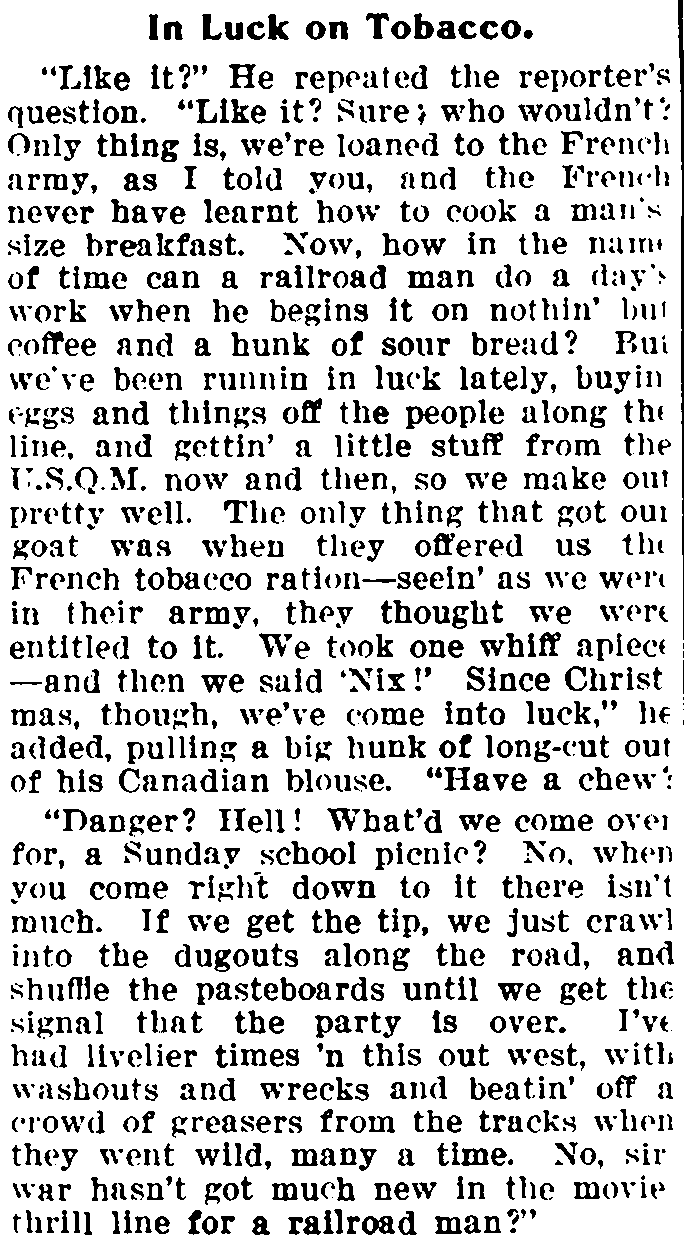 In Luck on Tobacco.
"Like it?" He repeated the reporter's
question. "Like it? Sure; who wouldn't?
Only thing is, we're loaned to the French
army, as I told you, and the French
never have learnt how to cook a man's
size breakfast. Now, how in the name
of time can a railroad man do a day's
work when he begins it on nothin' but
coffee and a hunk of sour bread? But
we've been runnin in luck lately, buyin
eggs and things off the people along the
line, and gettin' a little stuff from the
U.S.Q.M. now and then, so we make out
pretty well. The only thing that got our
goat was when they offered us the
French tobacco ration—seein' as we were
in their army, they thought we were
entitled to it. We took one whiff apiece
—and then we said 'Nix!' Since Christ
mas, though, we've come into luck," he
added, pulling a big hunk of long-cut out
of his Canadian blouse. "Have a chew?
"Danger? Hell! What'd we come over
for, a Sunday school picnic? No, when
you come right down to it there isn't
much. If we get the tip, we just crawl
into the dugouts along the road, and
shuffle the pasteboards until we get the
signal that the party is over. I've
had livelier times 'n this out west, with
washouts and wrecks and beatin' off a
crowd of greasers from the tracks when
they went wild, many a time. No, sir
war hasn't got much new in the movie
thrill line for a railroad man?"